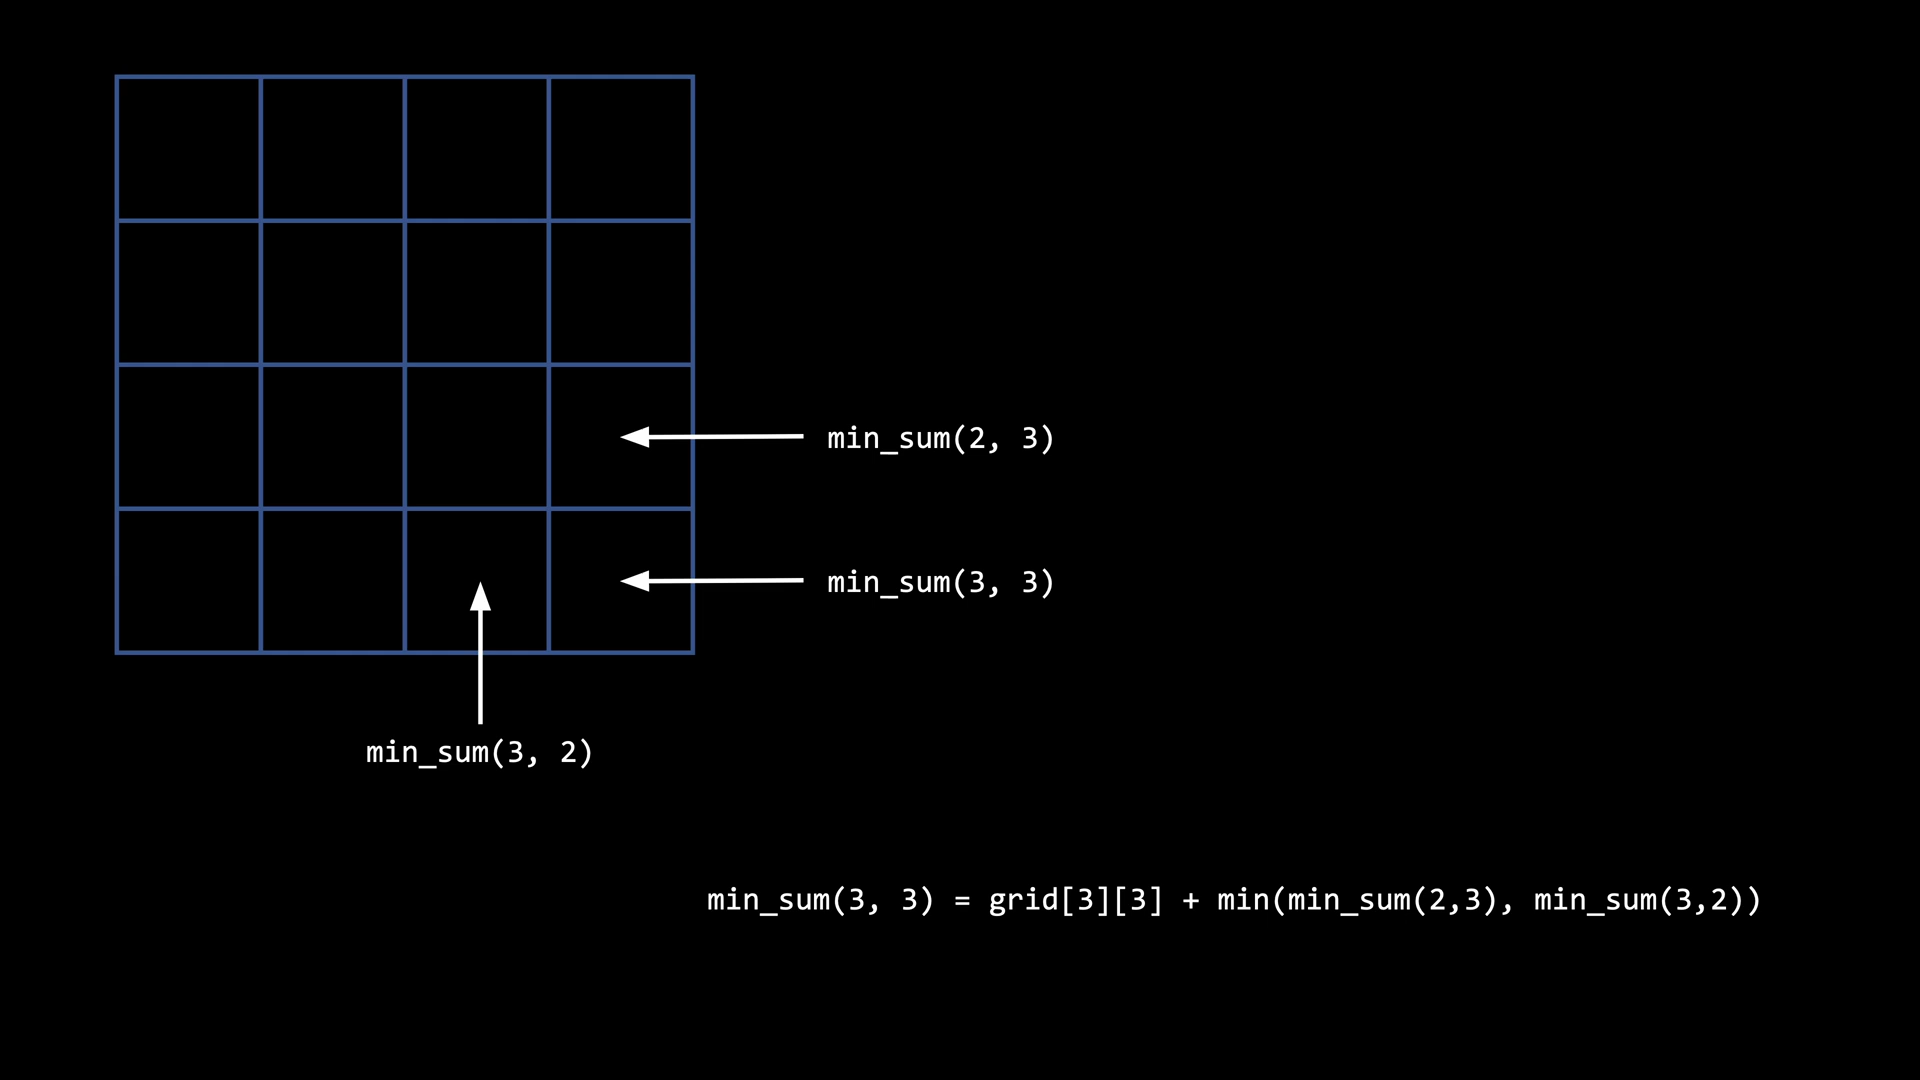 min_sum(2, 3)
min_sum(3, 3)
min_sum(3, 2)
min_sum(3, 3) = grid[3][3] + min(min_sum(2,3), min_sum(3,2))